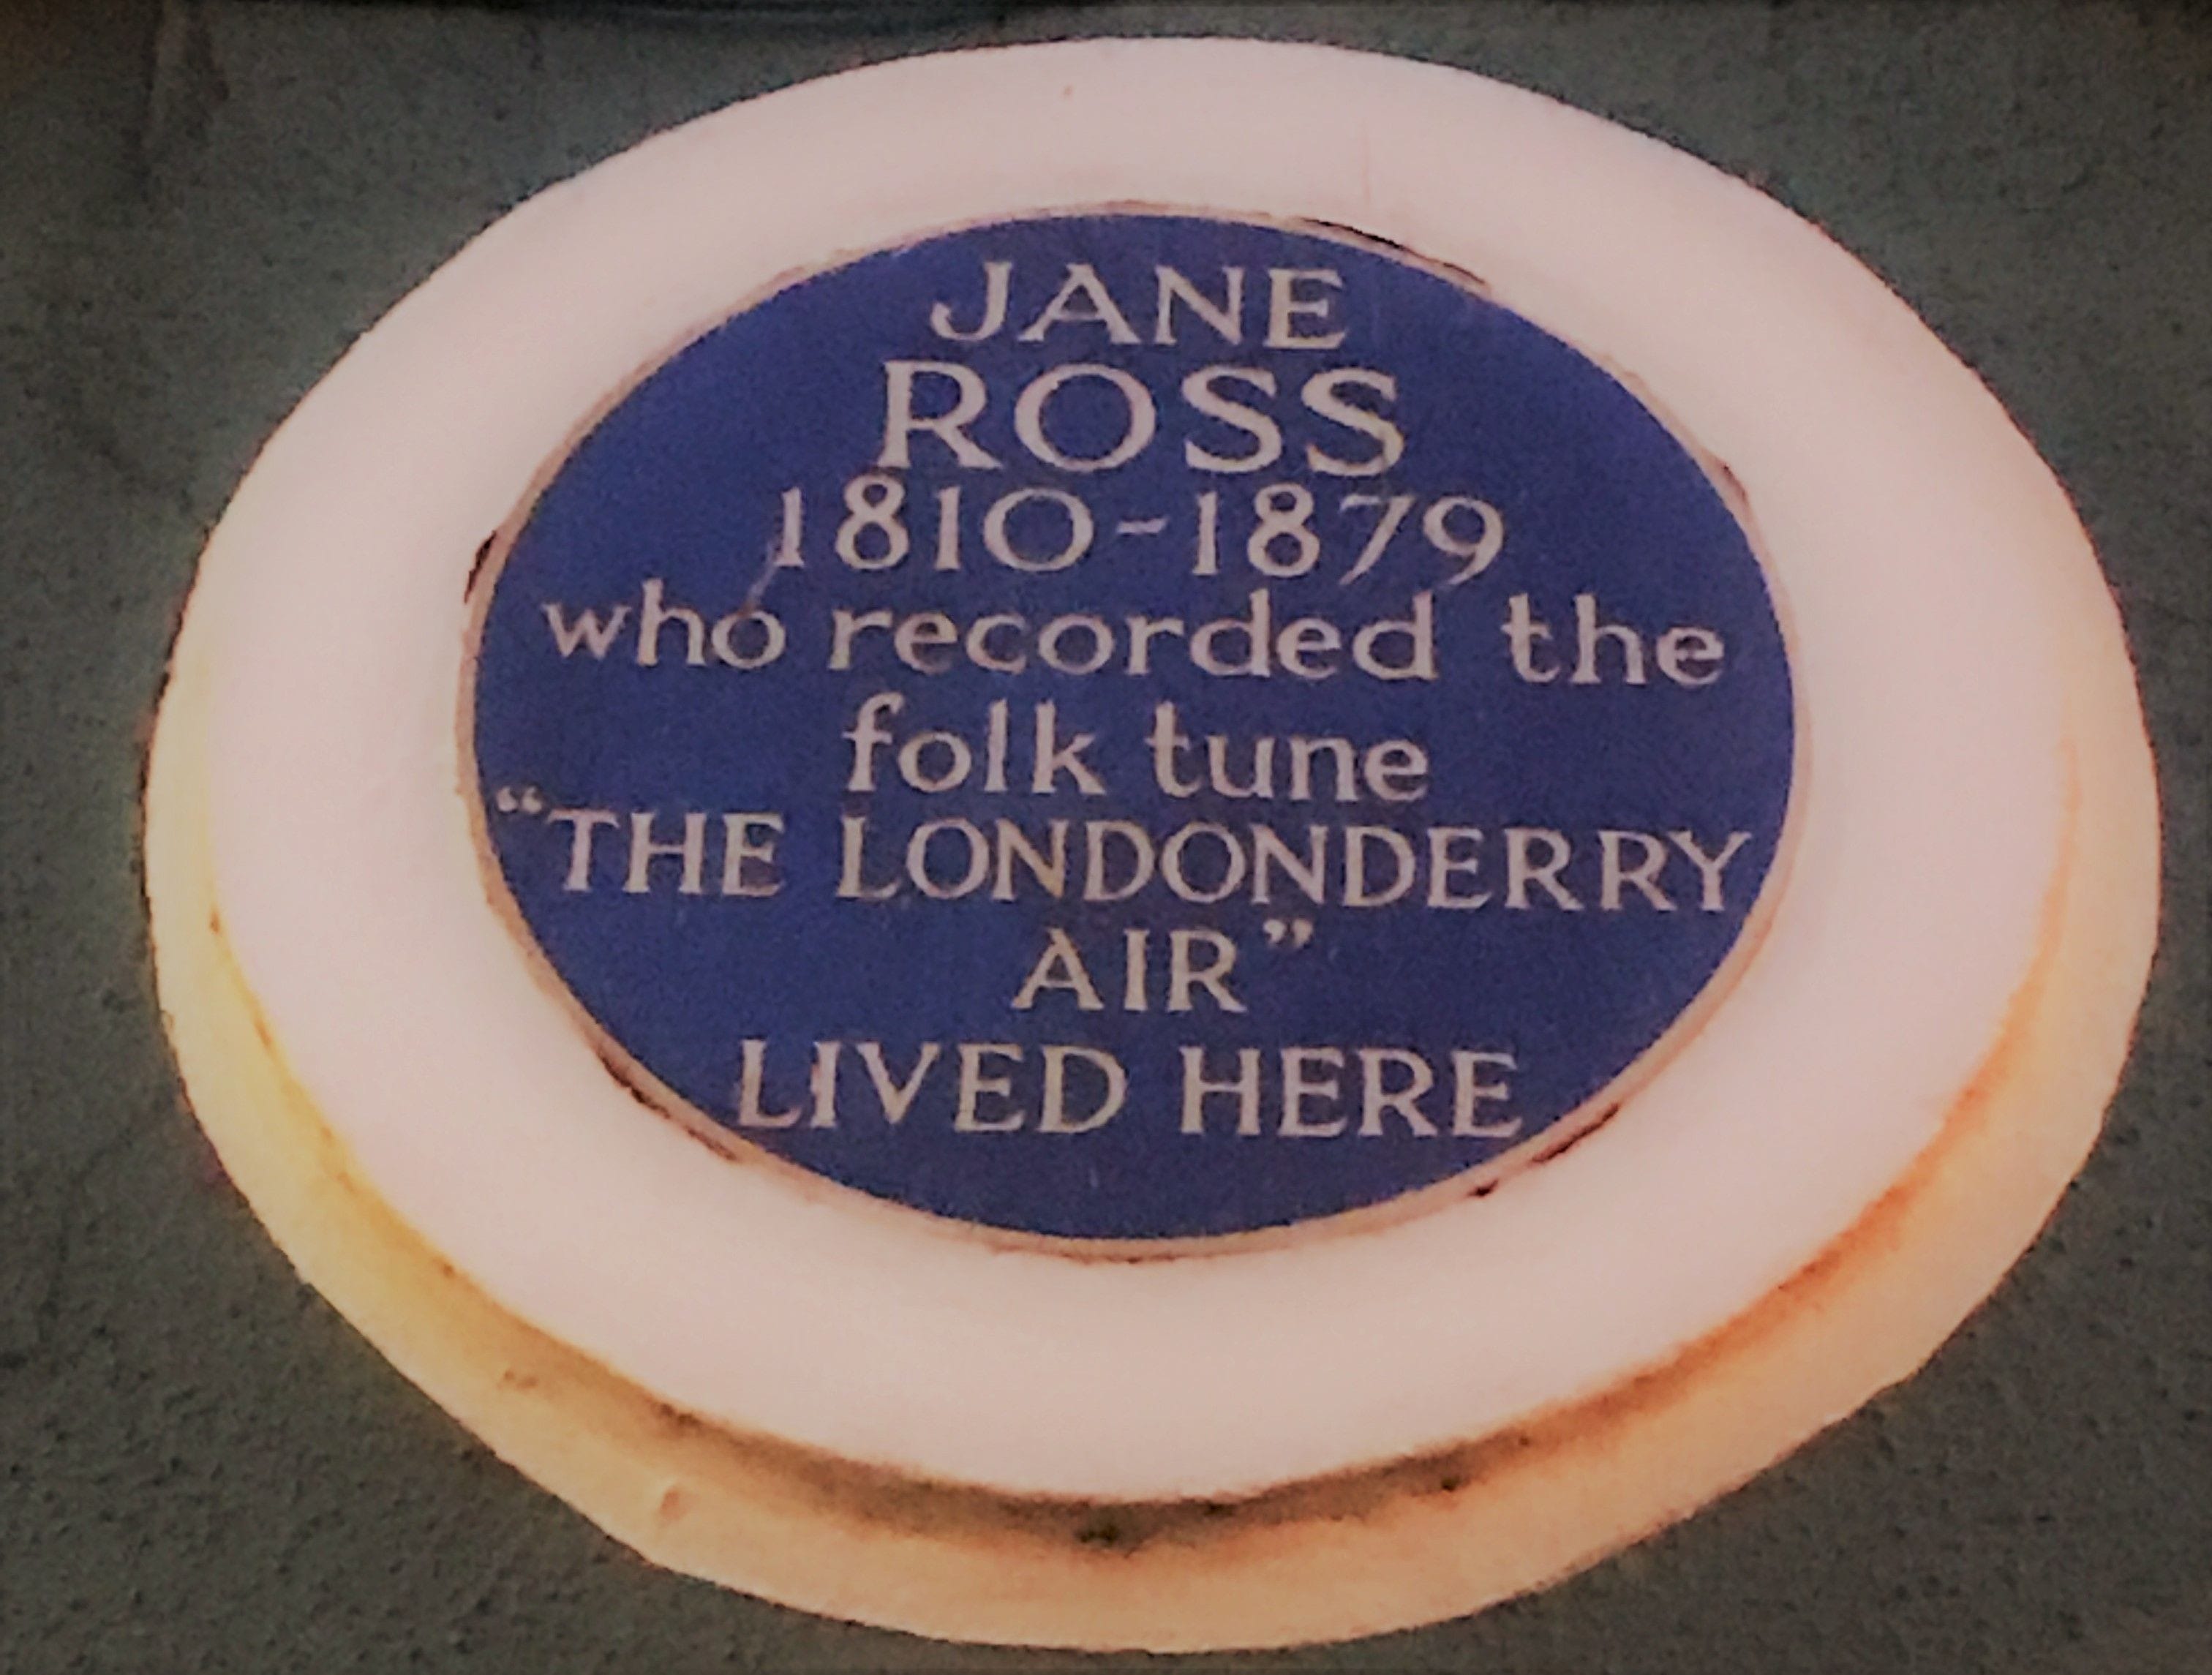 JANE
ROSS
1810-1879
who recorded the
folk tune
“THE LONDONDERRY
AIR”
LIVED HERE